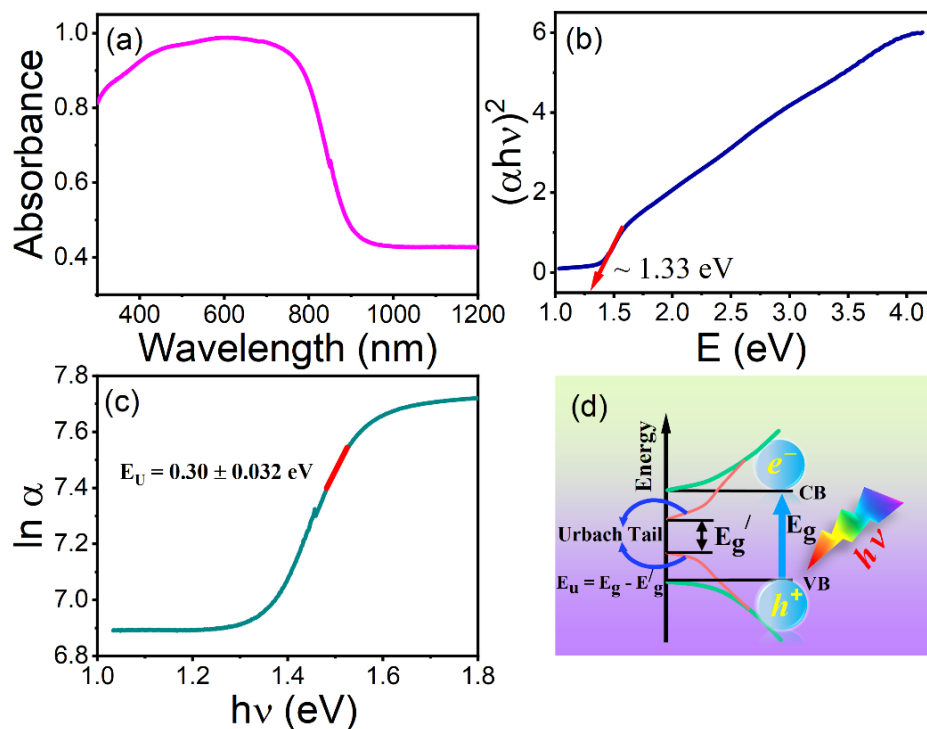 (a)
Absorbance
1.0
0.8
0.6
0.4
400 600 800 1000 1200
Wavelength (nm)
(b)
(αhν)²
6
4
2
0
~ 1.33 eV
1.0 1.5 2.0 2.5 3.0 3.5 4.0
E (eV)
(c)
ln α
7.8
7.6
7.4
7.2
7.0
6.8
E_U = 0.30 ± 0.032 eV
1.0 1.2 1.4 1.6 1.8
hν (eV)
(d)
Energy
e⁻
CB
Urbach Tail
E_g′
E_g
hν
E_u = E_g - E′_g
VB
h⁺